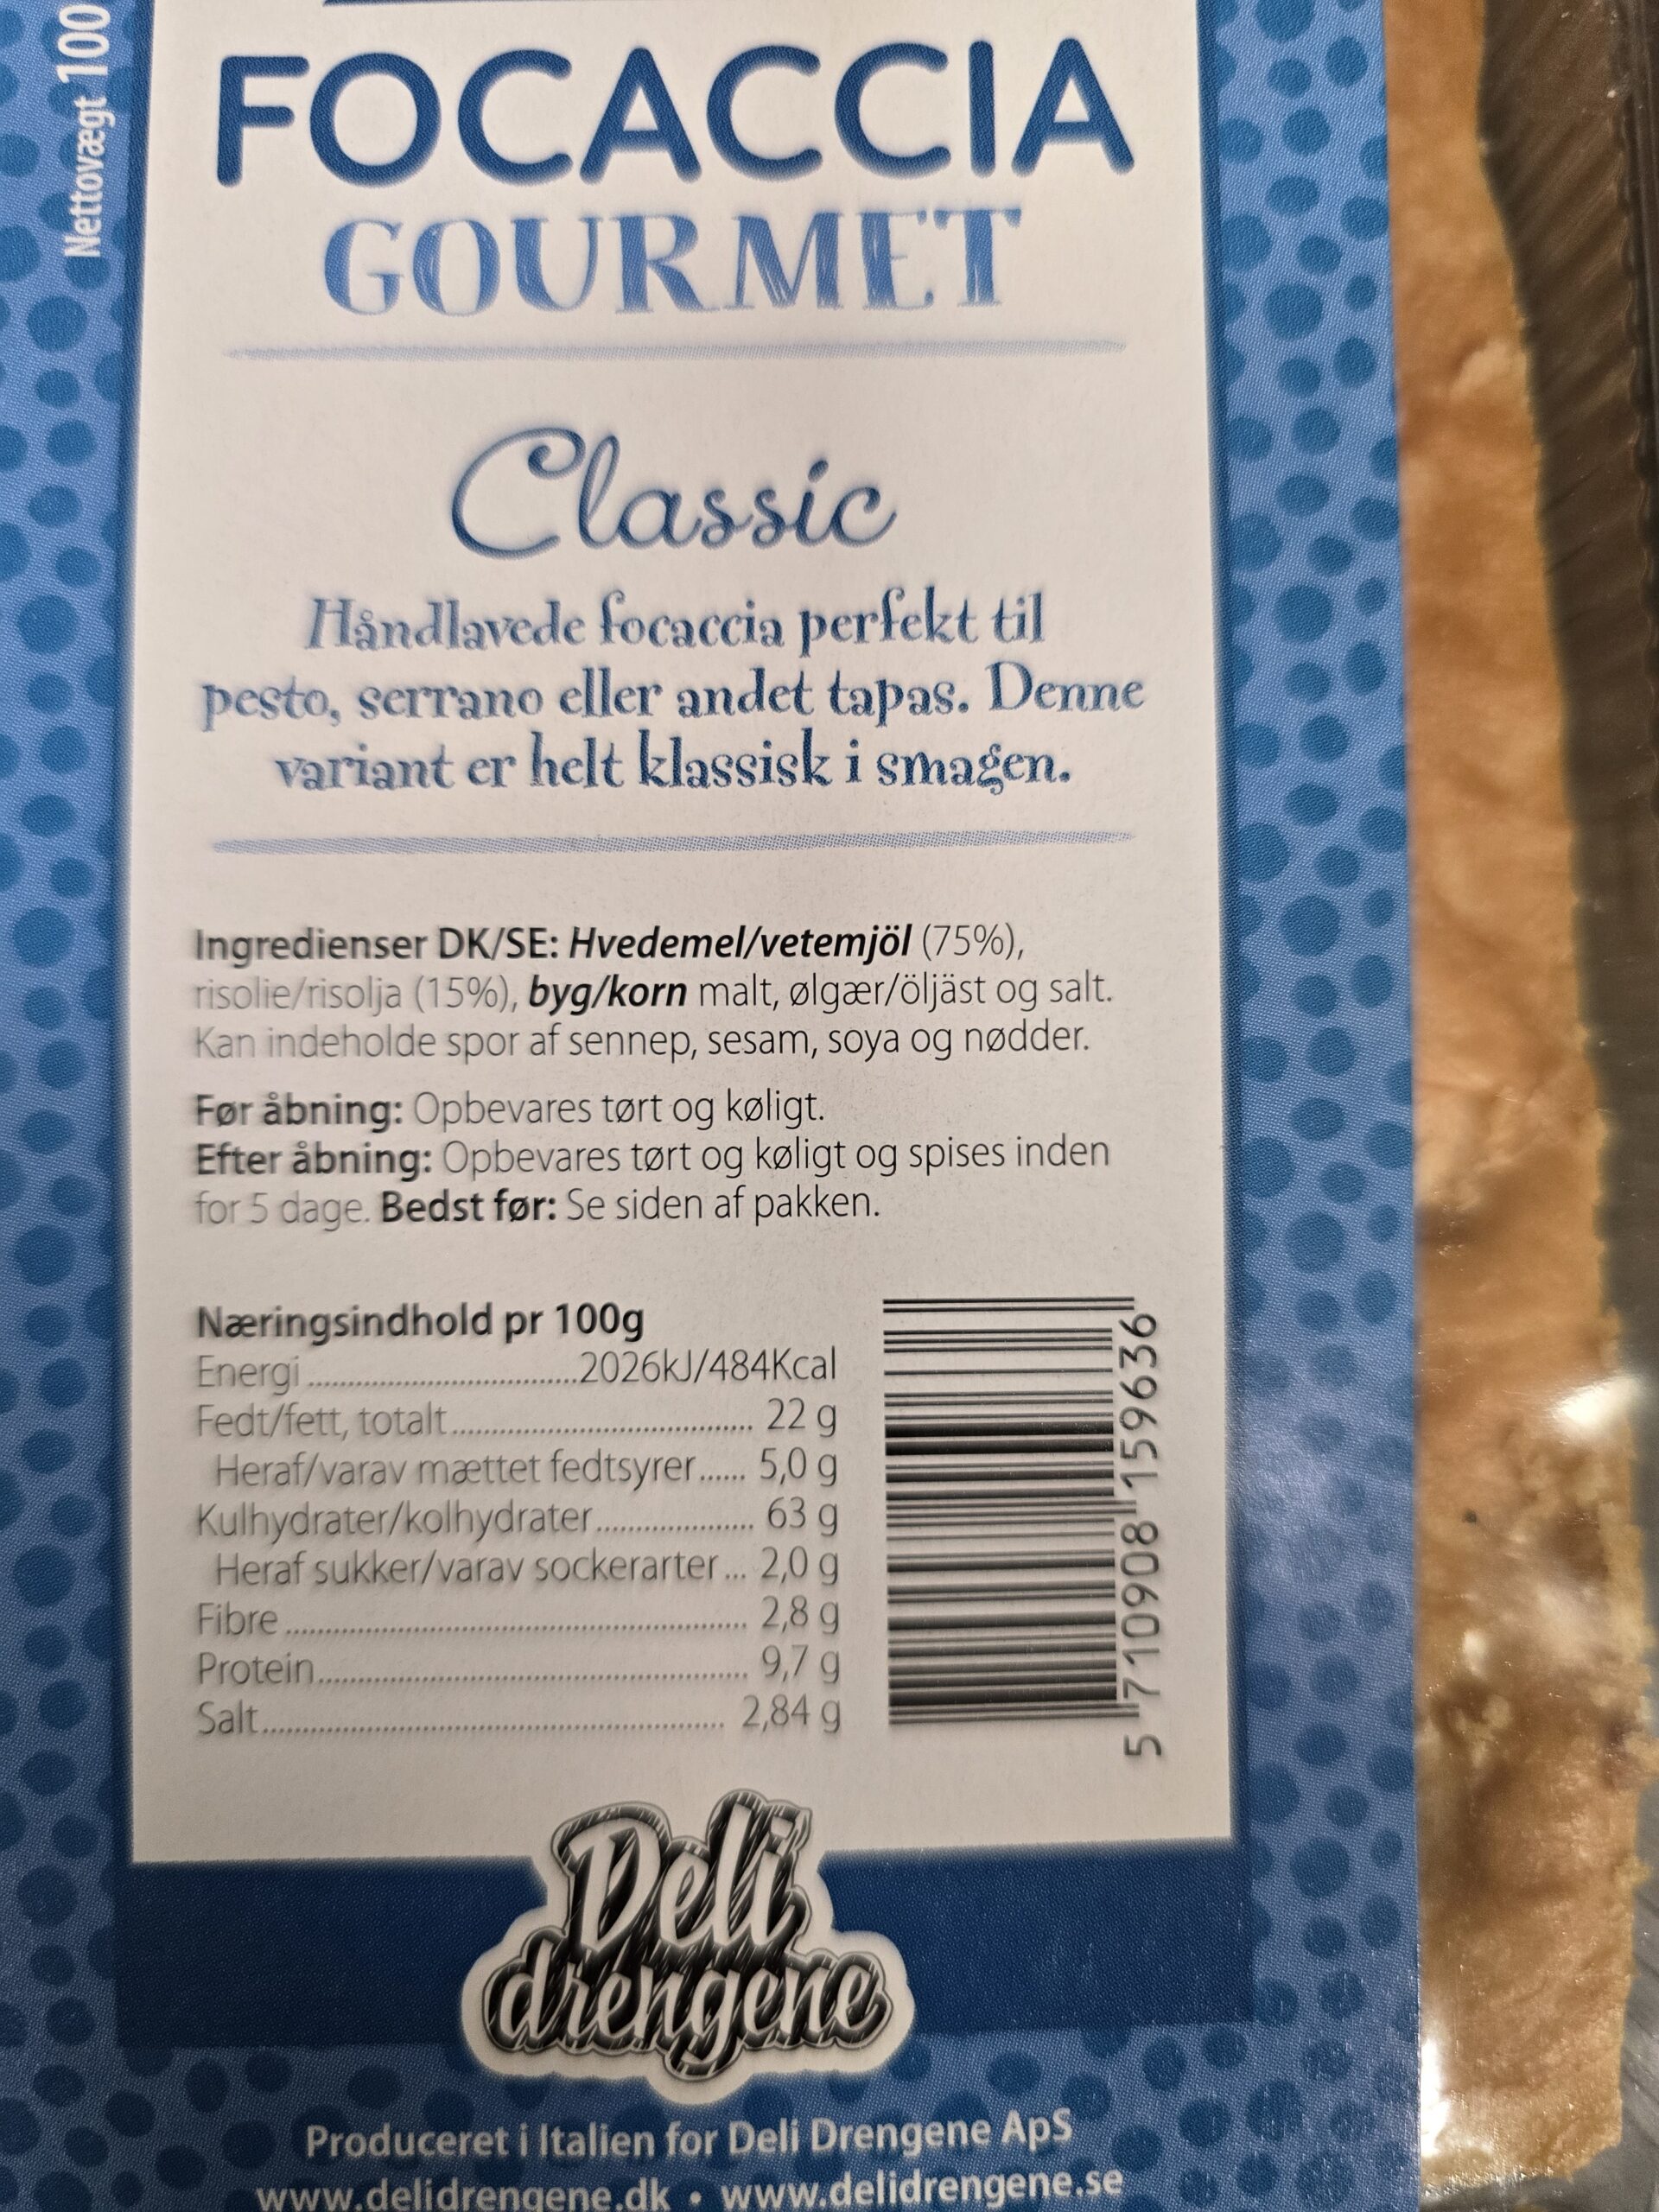 Nettovægt 100
FOCACCIA
GOURMET
Classic
Håndlavede focaccia perfekt til
pesto, serrano eller andet tapas. Denne
variant er helt klassisk i smagen.
Ingredienser DK/SE: Hvedemel/vetemjöl (75%),
risolie/risolja (15%), byg/korn malt, ølgær/öljäst og salt.
Kan indeholde spor af sennep, sesam, soya og nødder.
Før åbning: Opbevares tørt og køligt.
Efter åbning: Opbevares tørt og køligt og spises inden
for 5 dage. Bedst før: Se siden af pakken.
Næringsindhold pr 100g
Energi ................................2026kJ/484Kcal
Fedt/fett, totalt.................................... 22 g
Heraf/varav mættet fedtsyrer...... 5,0 g
Kulhydrater/kolhydrater................... 63 g
Heraf sukker/varav sockerarter ... 2,0 g
Fibre ........................................................ 2,8 g
Protein.................................................... 9,7 g
Salt........................................................ 2,84 g
5 710908 159636
Deli
drengene
Produceret i Italien for Deli Drengene ApS
www.delidrengene.dk • www.delidrengene.se